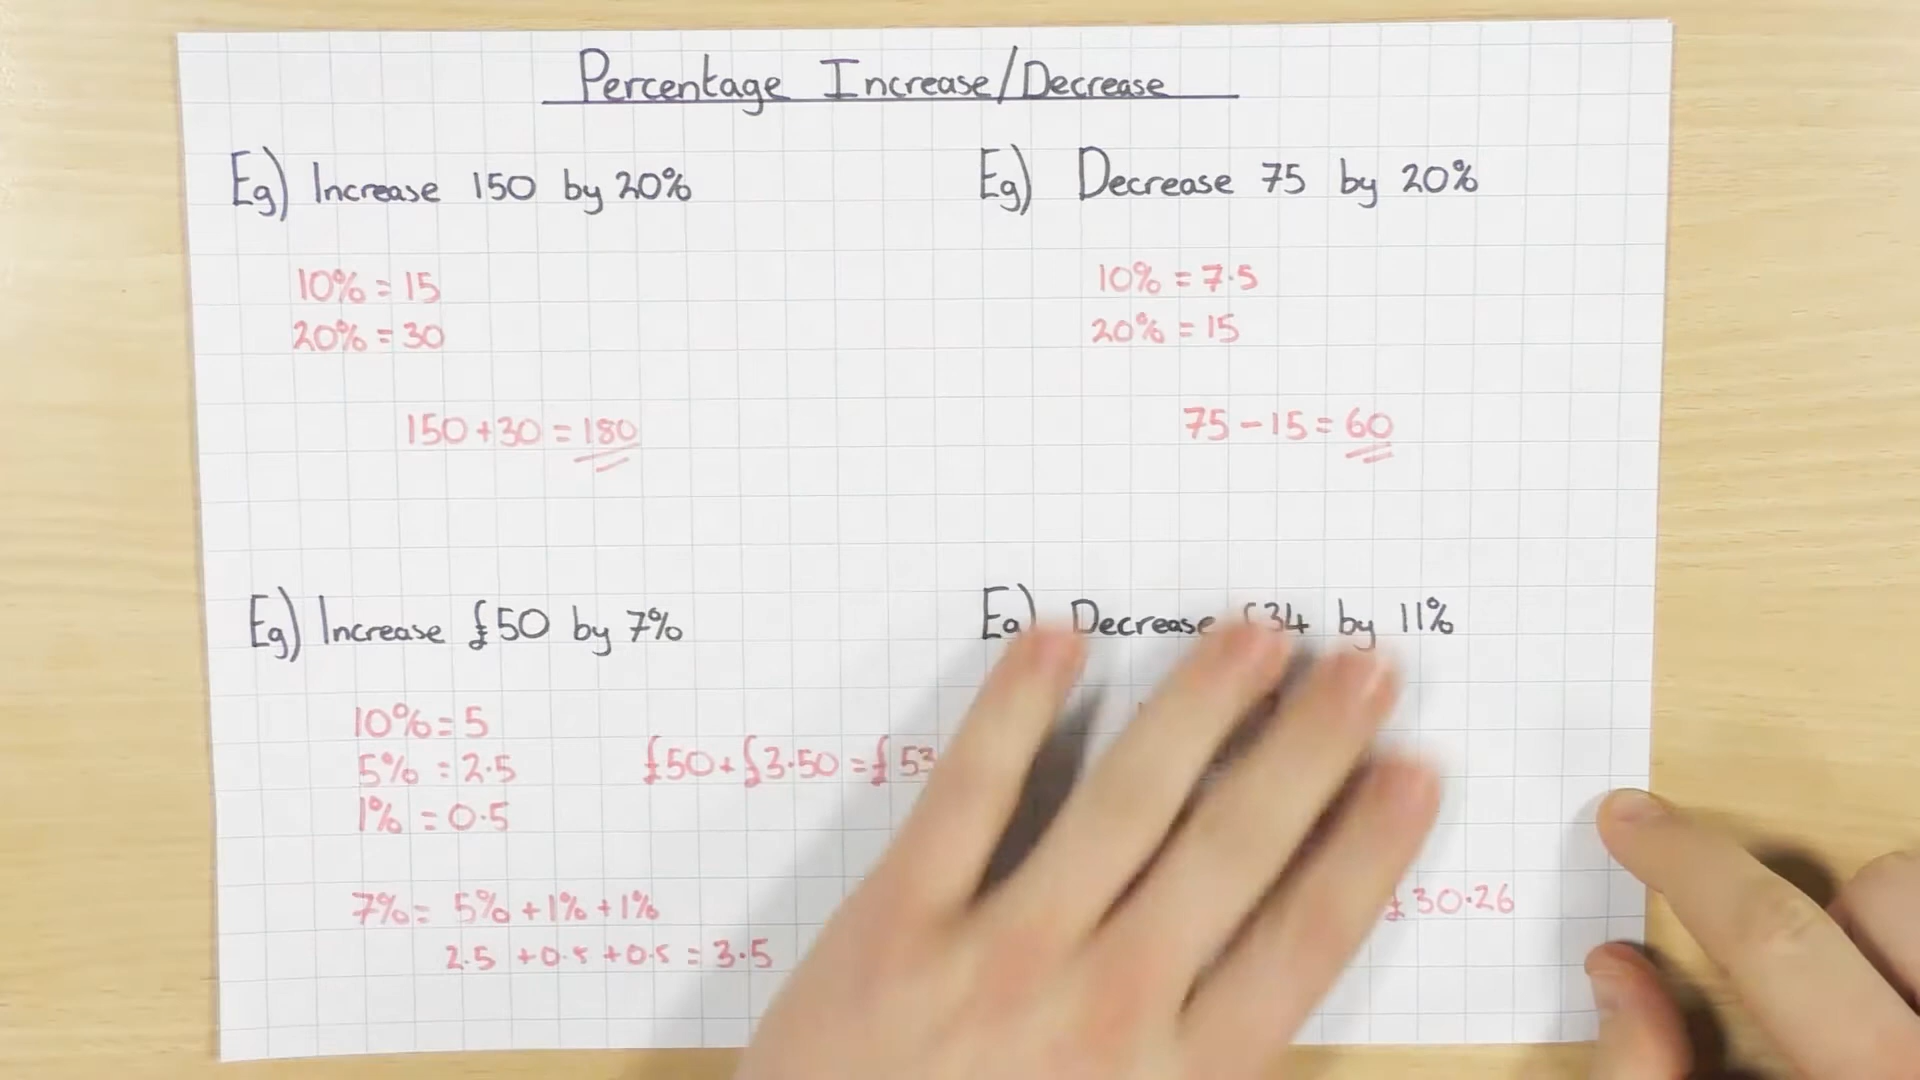 Percentage Increase/Decrease
Eg) Increase 150 by 20%
10% = 15
20% = 30
150 + 30 = 180
Eg) Decrease 75 by 20%
10% = 7.5
20% = 15
75 - 15 = 60
Eg) Increase £50 by 7%
10% = 5
5% = 2.5
1% = 0.5
£50 + £3.50 = £53
7% = 5% + 1% + 1%
2.5 + 0.5 + 0.5 = 3.5
Decrease £34 by 11%
£30.26